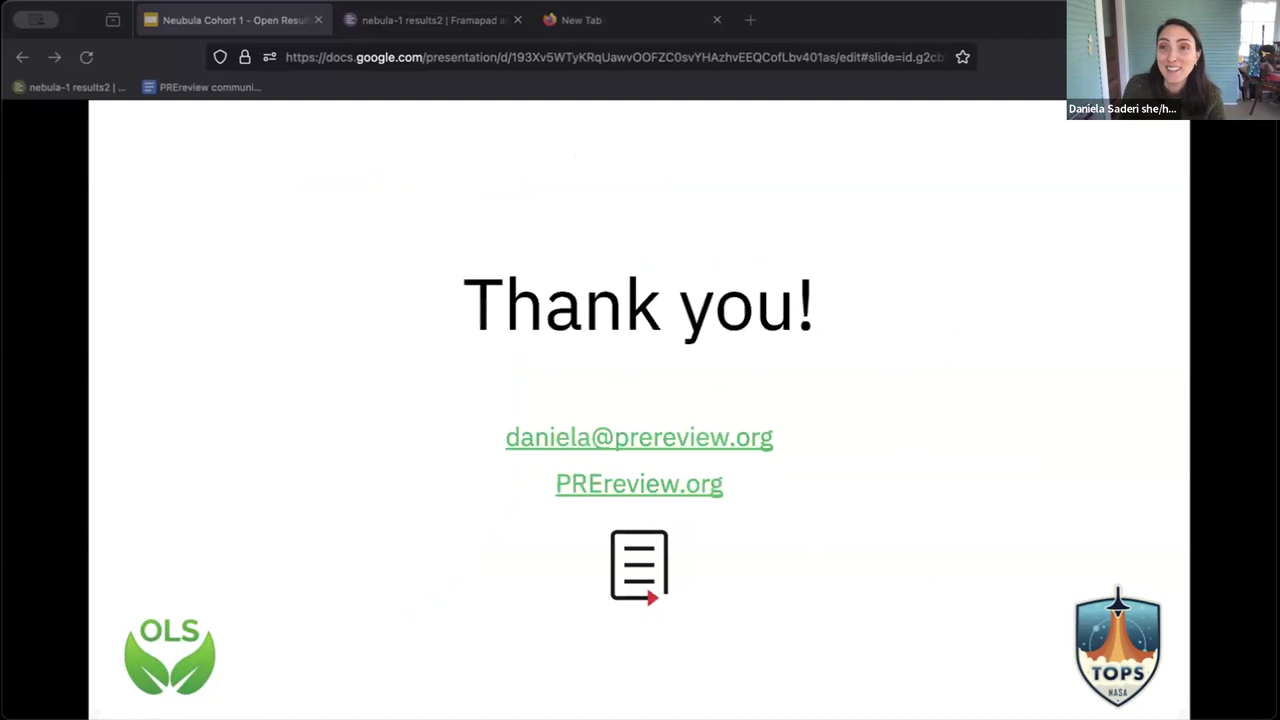 Neubula Cohort 1 - Open Resul
nebula-1 results2 | Framapad a
New Tab
https://docs.google.com/presentation/d/193Xv5WTyKRqUawvOOFZC0svYHAzhvEEQCofLbv401as/edit#slide=id.g2cb
nebula-1 results2 | ...
PREreview communi...
Daniela Saderi she/h...
Thank you!
daniela@prereview.org
PREreview.org
OLS
TOPS
NASA